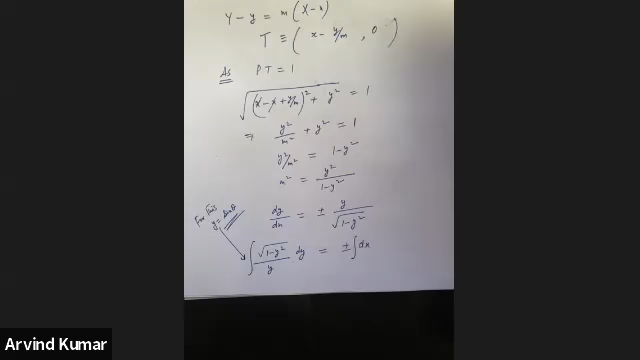 Y - y = m (X - x)
T ≡ ( x - y/m , 0 )
As PT = 1
√((x - x + y/m)² + y²) = 1
⇒ y²/m² + y² = 1
y²/m² = 1 - y²
m² = y²/(1 - y²)
dy/dx = ± y/√(1 - y²)
For This
y = sinθ
∫ √(1 - y²)/y dy = ± ∫ dx
Arvind Kumar